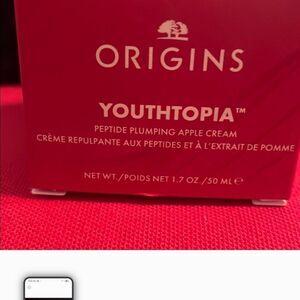 ORIGINS
YOUTHTOPIA™
PEPTIDE PLUMPING APPLE CREAM
CRÈME REPULPANTE AUX PEPTIDES ET À L'EXTRAIT DE POMME
NET WT./POIDS NET 1.7 OZ./50 ML ℮